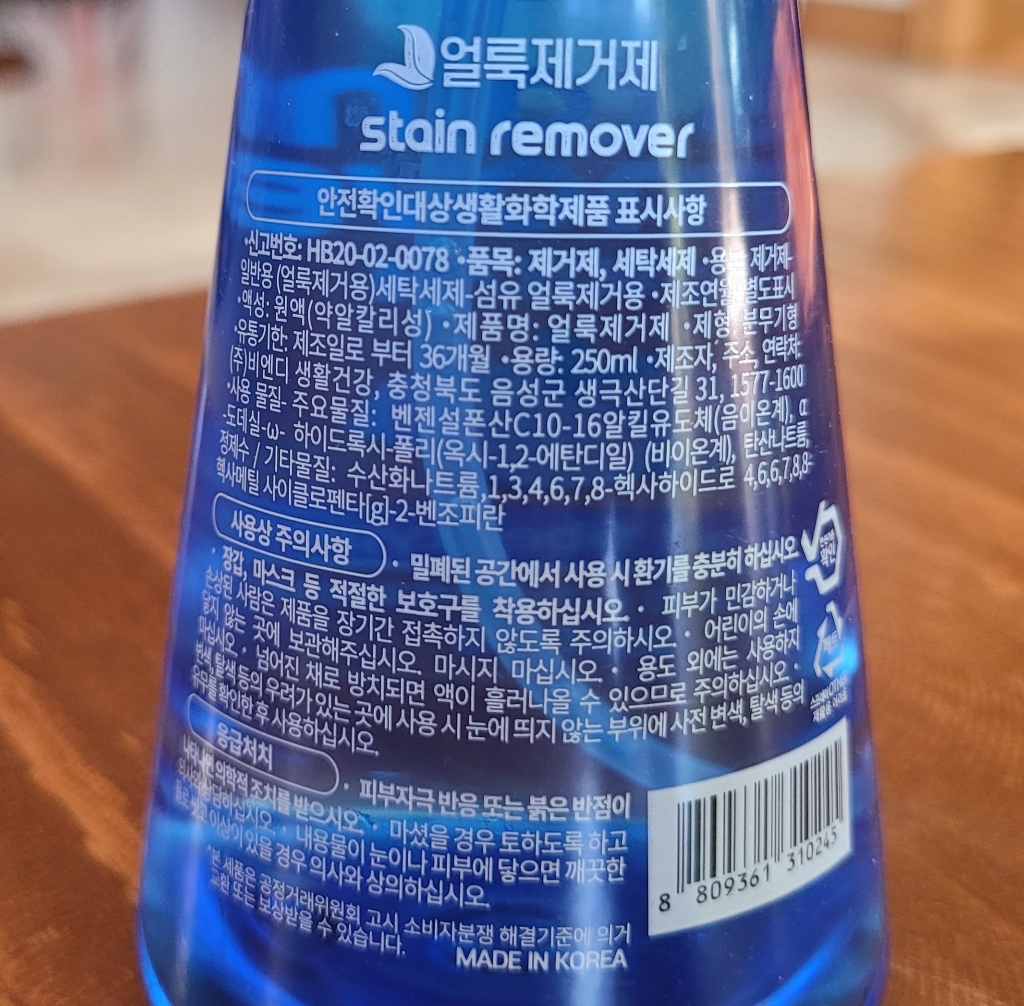 얼룩제거제
stain remover
안전확인대상생활화학제품 표시사항
•신고번호: HB20-02-0078 •품목: 제거제, 세탁세제 •용도: 제거제-
일반용(얼룩제거용)세탁세제-섬유 얼룩제거용 •제조연월:별도표시
•액성: 원액(약알칼리성) •제품명: 얼룩제거제 •제형: 분무기형
•유통기한: 제조일로 부터 36개월 •용량: 250ml •제조자, 주소, 연락처:
(주)비엔디 생활건강, 충청북도 음성군 생극산단길 31, 1577-1600
•사용 물질- 주요물질: 벤젠설폰산C10-16알킬유도체(음이온계), α
-도데실-ω- 하이드록시-폴리(옥시-1,2-에탄디일) (비이온계), 탄산나트륨,
정제수 / 기타물질: 수산화나트륨,1,3,4,6,7,8-헥사하이드로 4,6,6,7,8,8-
헥사메틸 사이클로펜타[g]-2-벤조피란
사용상 주의사항 · 밀폐된 공간에서 사용 시 환기를 충분히 하십시오
· 장갑, 마스크 등 적절한 보호구를 착용하십시오. · 피부가 민감하거나
손상된 사람은 제품을 장기간 접촉하지 않도록 주의하시오 · 어린이의 손에
닿지 않는 곳에 보관해주십시오. 마시지 마십시오. · 용도 외에는 사용하지
마십시오. · 넘어진 채로 방치되면 액이 흘러나올 수 있으므로 주의하십시오. ·
변색, 탈색 등의 우려가 있는 곳에 사용 시 눈에 띄지 않는 부위에 사전 변색, 탈색 등의
유무를 확인한 후 사용하십시오.
응급처치 · 피부자극 반응 또는 붉은 반점이
나타나면 의학적 조치를 받으시오 · 마셨을 경우 토하도록 하고
의사와 상담하십시오 · 내용물이 눈이나 피부에 닿으면 깨끗한
물로 씻고 이상이 있을 경우 의사와 상의하십시오.
*본 제품은 공정거래위원회 고시 소비자분쟁 해결기준에 의거
교환 또는 보상받을 수 있습니다.
MADE IN KOREA
8 809361 310245